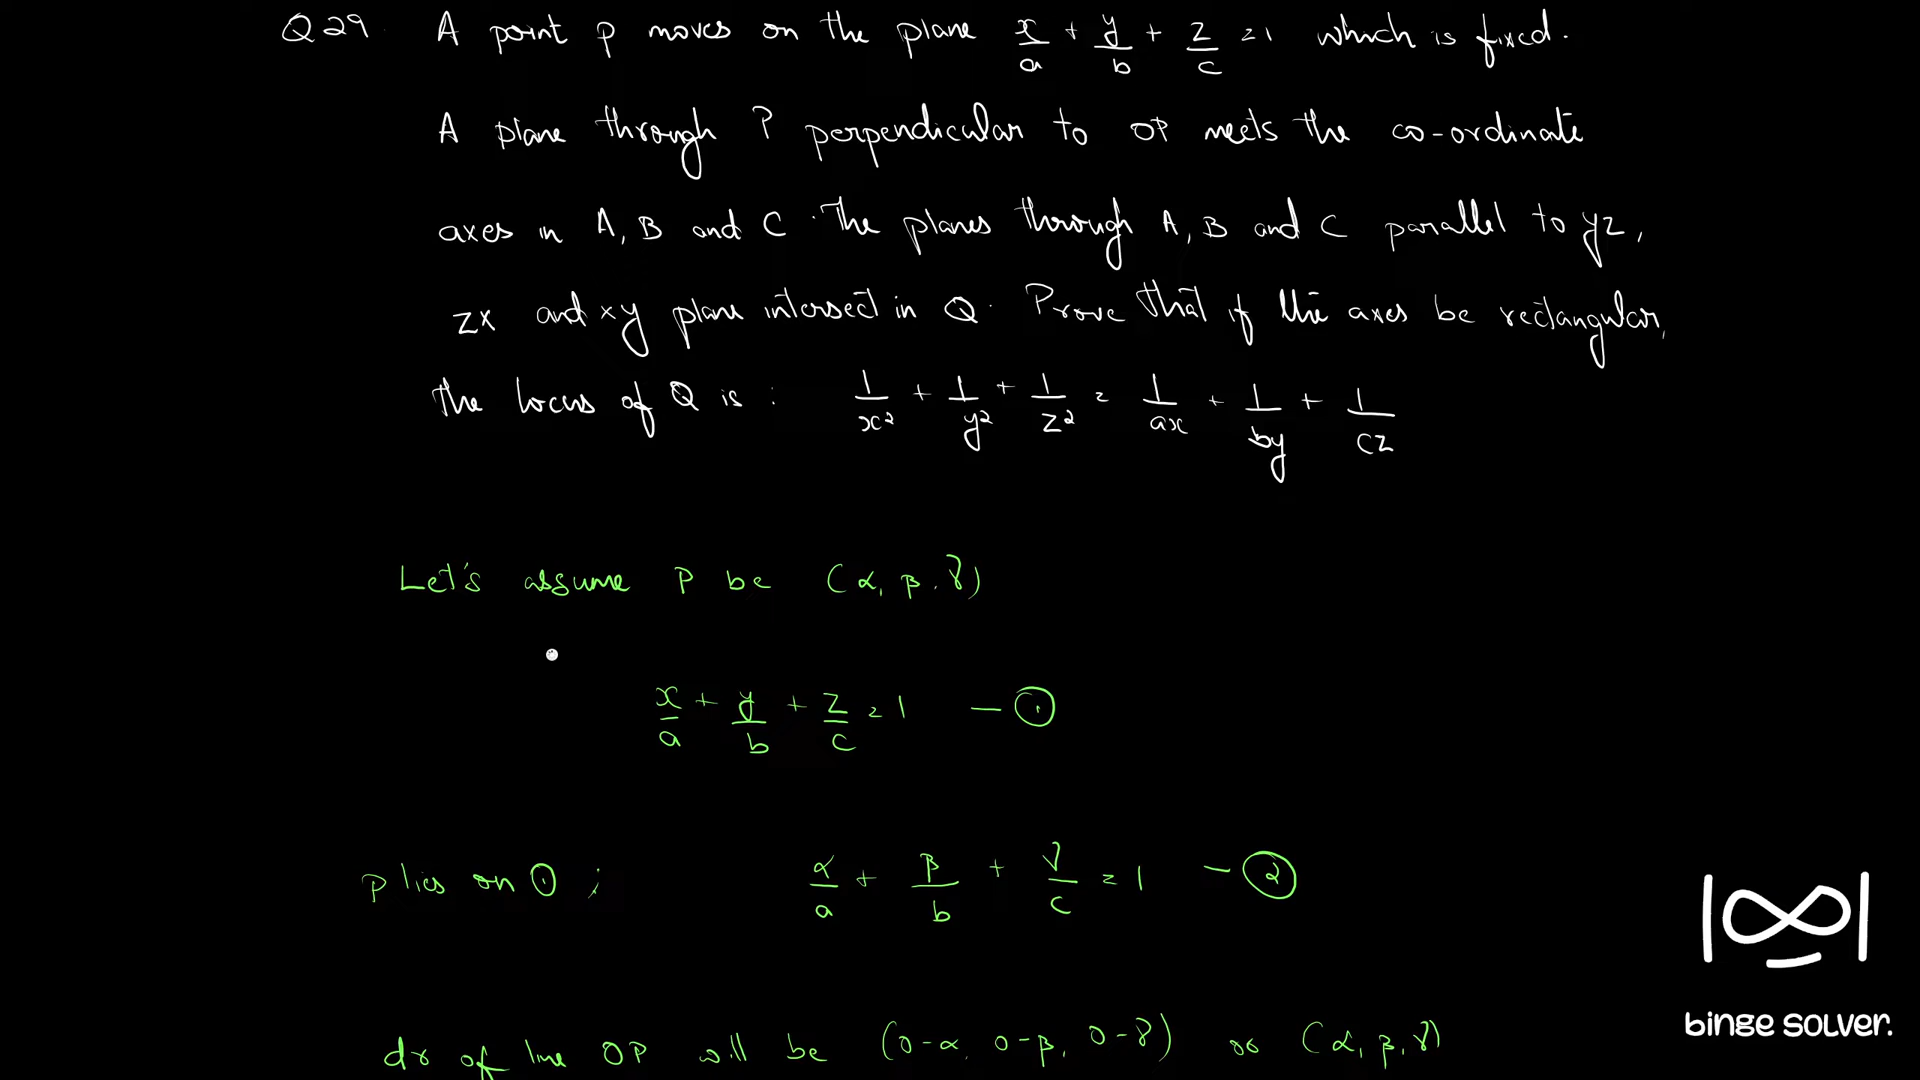 Q29. A point P moves on the plane x/a + y/b + z/c = 1 which is fixed.
A plane through P perpendicular to OP meets the co-ordinate
axes in A, B and C. The planes through A, B and C parallel to yz,
zx and xy plane intersect in Q. Prove that if the axes be rectangular,
the locus of Q is : 1/x² + 1/y² + 1/z² = 1/ax + 1/by + 1/cz
Let's assume P be (α, β, γ)
x/a + y/b + z/c = 1 — ①
P lies on ① ; α/a + β/b + γ/c = 1 — ②
dr of line OP will be (0-α, 0-β, 0-γ) or (α, β, γ)
binge solver.